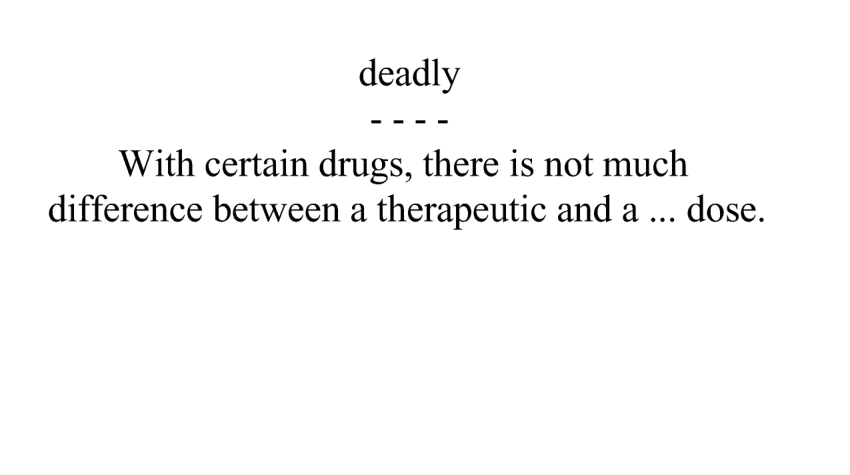 deadly
- - - -
With certain drugs, there is not much
difference between a therapeutic and a ... dose.